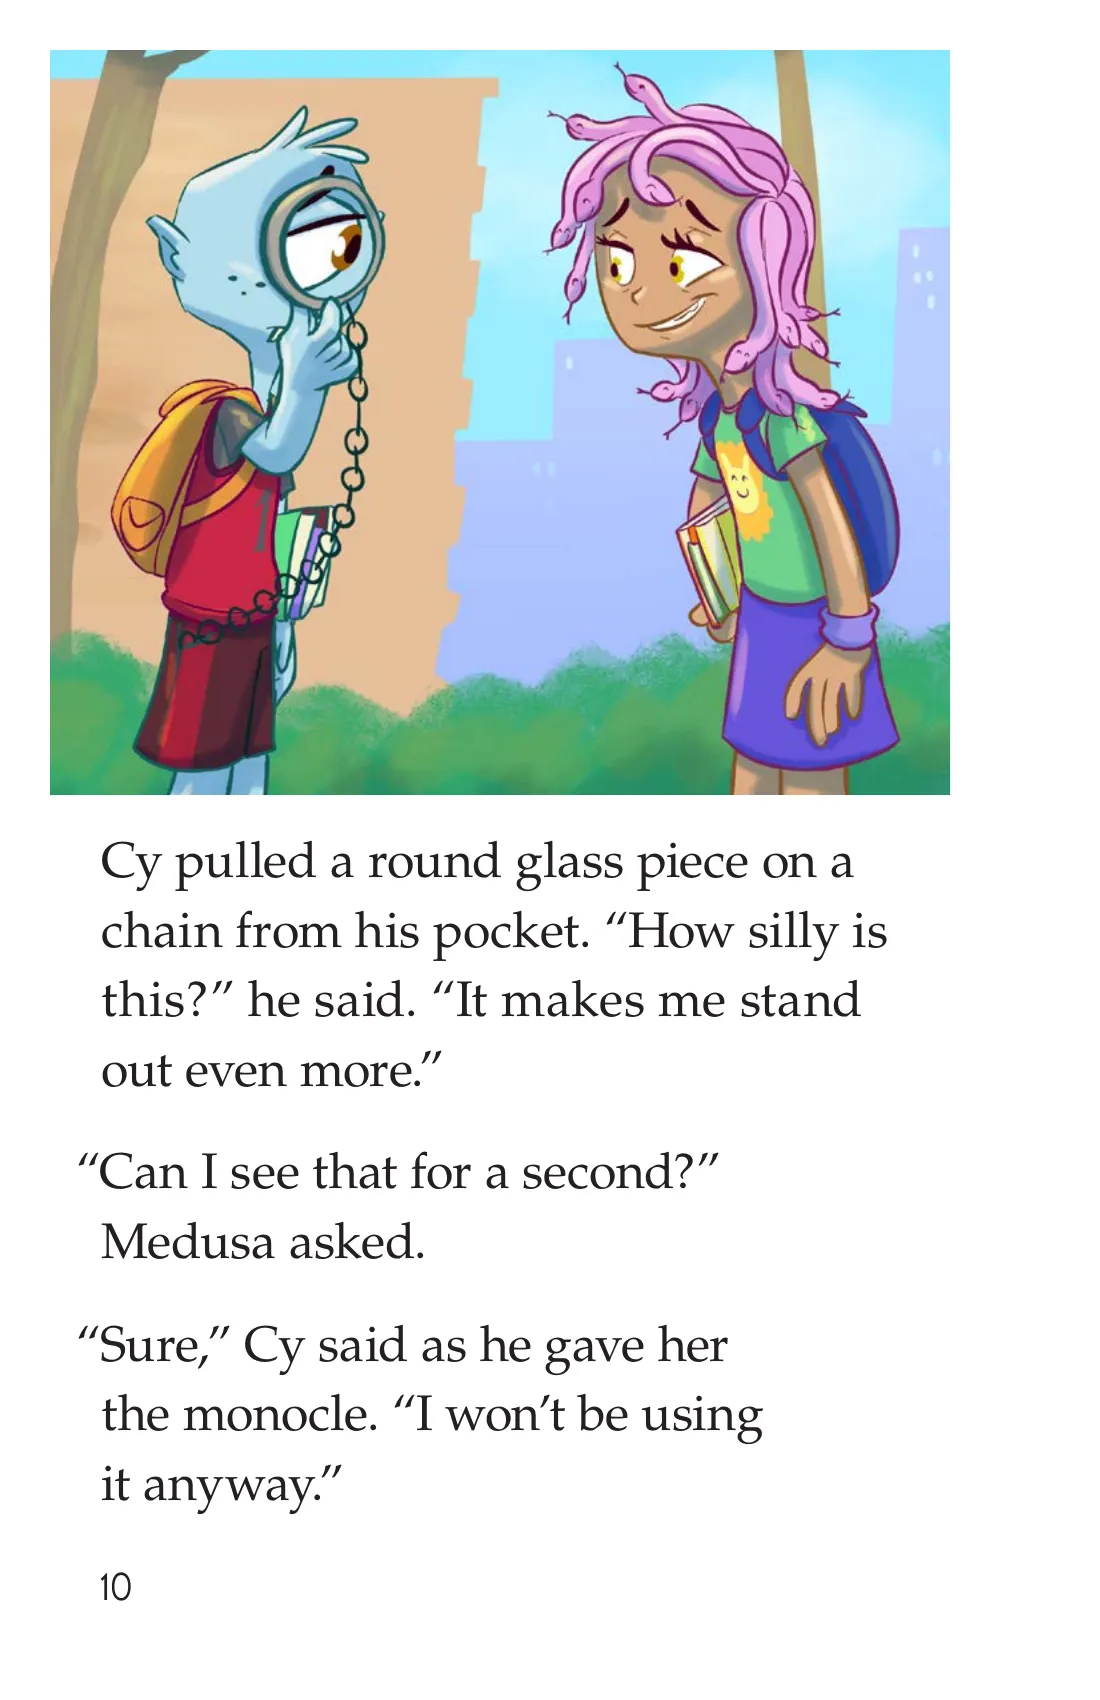 Cy pulled a round glass piece on a
chain from his pocket. “How silly is
this?” he said. “It makes me stand
out even more.”
“Can I see that for a second?”
Medusa asked.
“Sure,” Cy said as he gave her
the monocle. “I won’t be using
it anyway.”
10